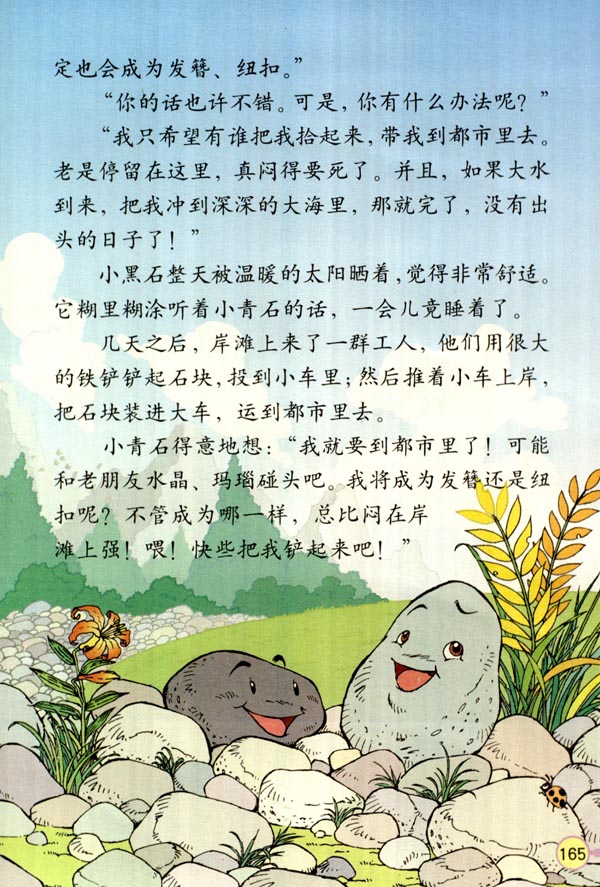 定也会成为发簪、纽扣。”
“你的话也许不错。可是，你有什么办法呢？”
“我只希望有谁把我拾起来，带我到都市里去。
老是停留在这里，真闷得要死了。并且，如果大水
到来，把我冲到深深的大海里，那就完了，没有出
头的日子了！”
小黑石整天被温暖的太阳晒着，觉得非常舒适。
它糊里糊涂听着小青石的话，一会儿竟睡着了。
几天之后，岸滩上来了一群工人，他们用很大
的铁铲铲起石块，投到小车里；然后推着小车上岸，
把石块装进大车，运到都市里去。
小青石得意地想：“我就要到都市里了！可能
和老朋友水晶、玛瑙碰头吧。我将成为发簪还是纽
扣呢？不管成为哪一样，总比闷在岸
滩上强！喂！快些把我铲起来吧！”
165